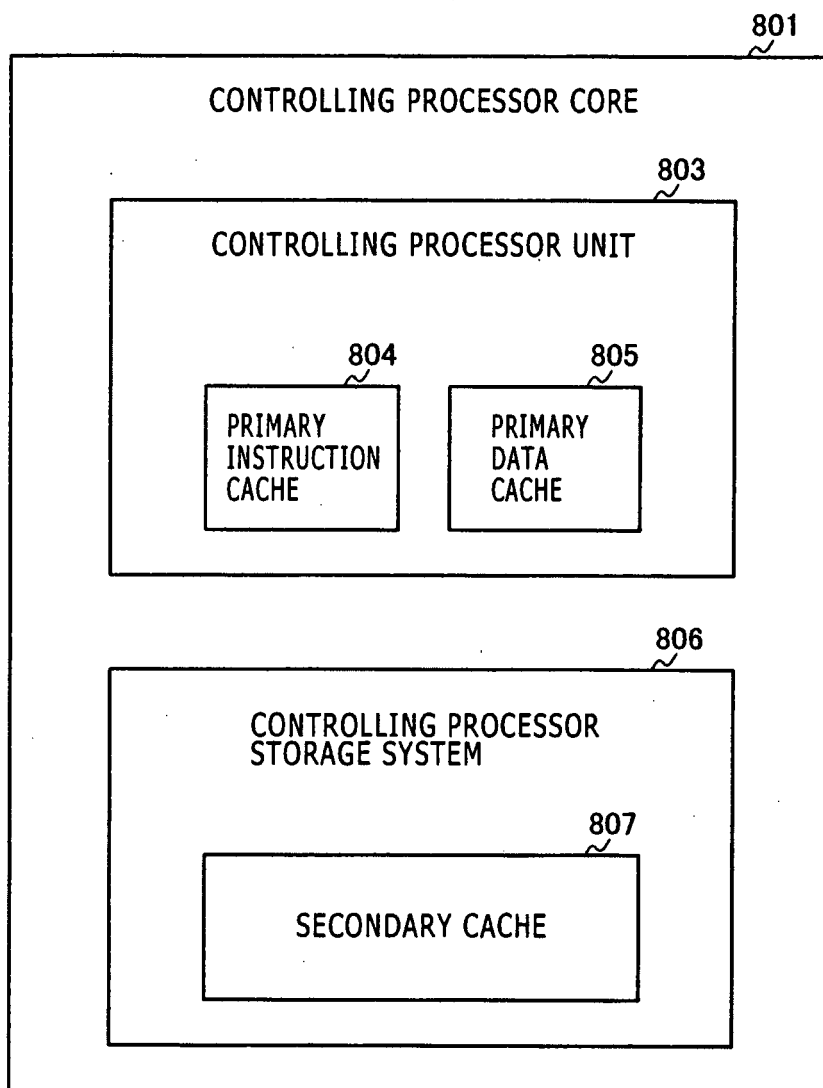 801
CONTROLLING PROCESSOR CORE
803
CONTROLLING PROCESSOR UNIT
804
PRIMARY
INSTRUCTION
CACHE
805
PRIMARY
DATA
CACHE
806
CONTROLLING PROCESSOR
STORAGE SYSTEM
807
SECONDARY CACHE